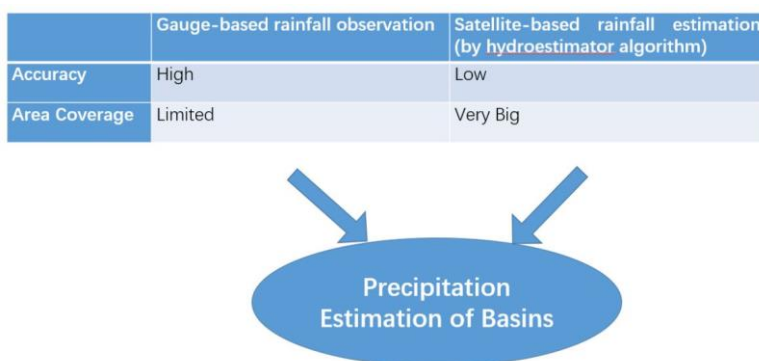 Gauge-based rainfall observation
Satellite-based rainfall estimation
(by hydroestimator algorithm)
Accuracy
High
Low
Area Coverage
Limited
Very Big
Precipitation
Estimation of Basins